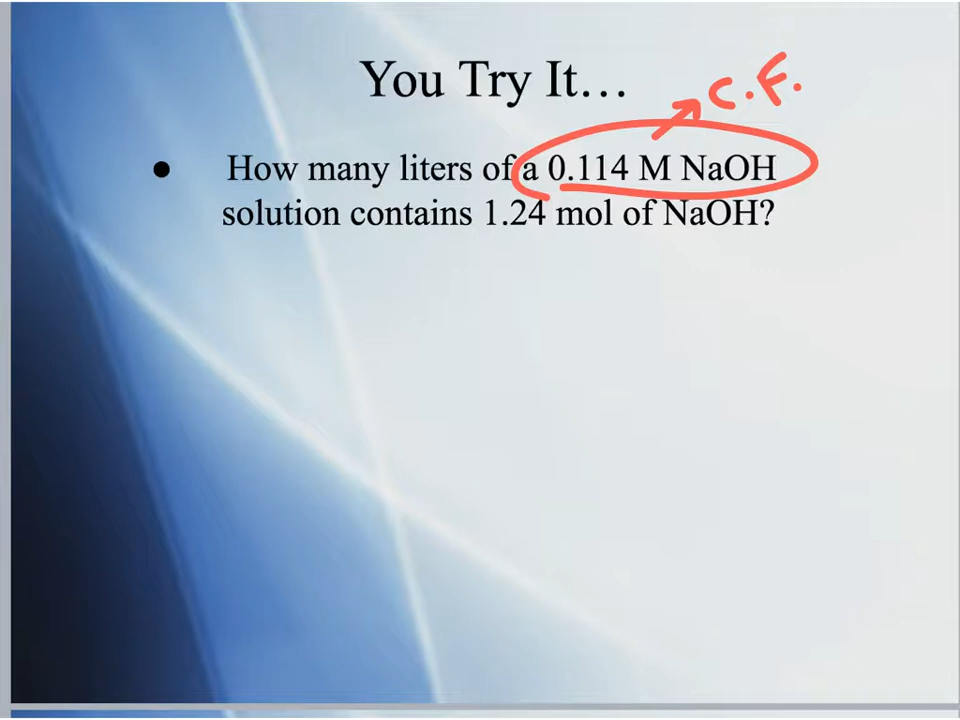 You Try It…
C.F.
● How many liters of a 0.114 M NaOH
solution contains 1.24 mol of NaOH?